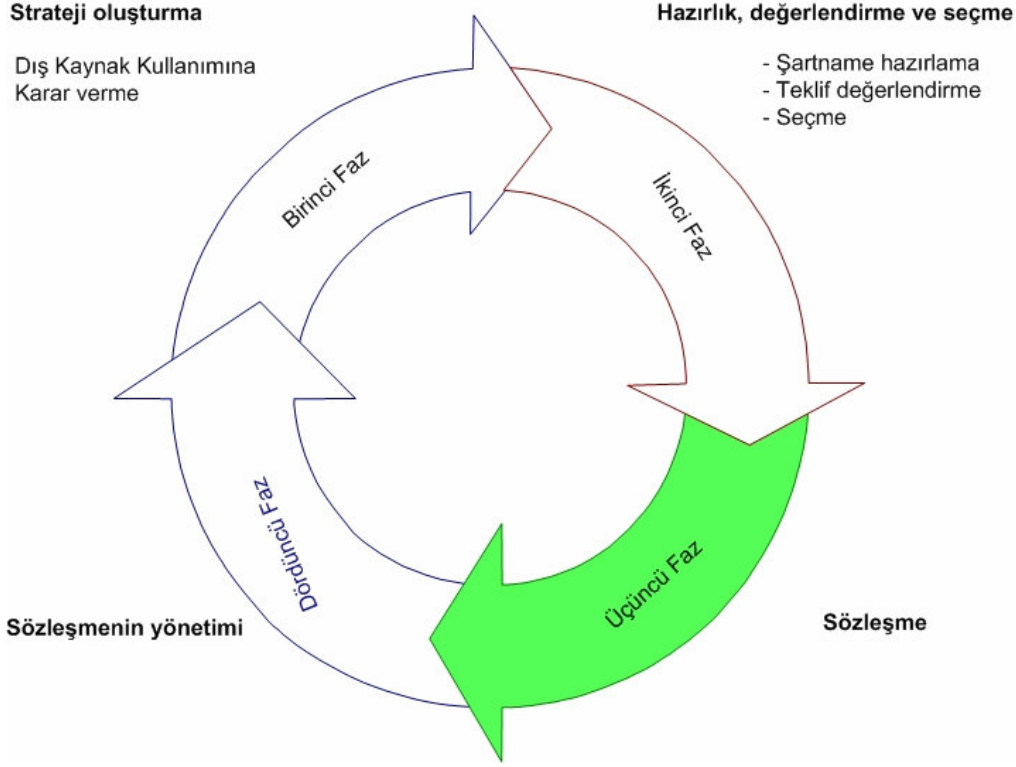 Strateji oluşturma
Dış Kaynak Kullanımına
Karar verme
Hazırlık, değerlendirme ve seçme
- Şartname hazırlama
- Teklif değerlendirme
- Seçme
Birinci Faz
İkinci Faz
Üçüncü Faz
Sözleşme
Dördüncü Faz
Sözleşmenin yönetimi